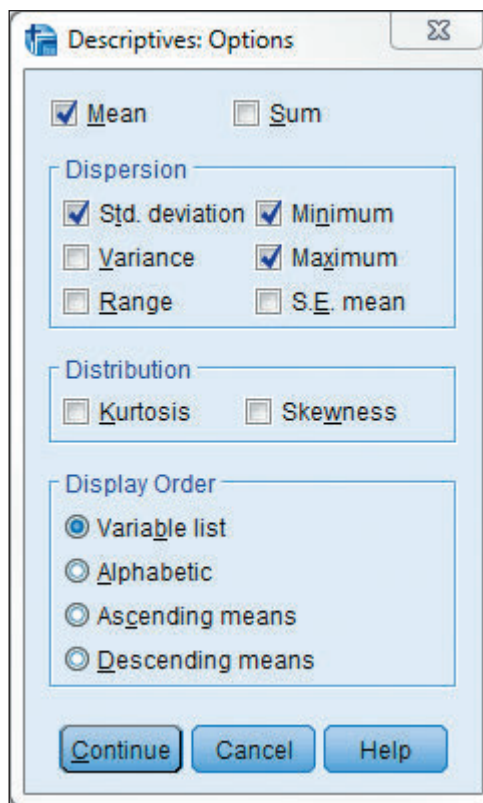 Descriptives: Options
Mean Sum
Dispersion
Std. deviation Minimum
Variance Maximum
Range S.E. mean
Distribution
Kurtosis Skewness
Display Order
Variable list
Alphabetic
Ascending means
Descending means
Continue Cancel Help